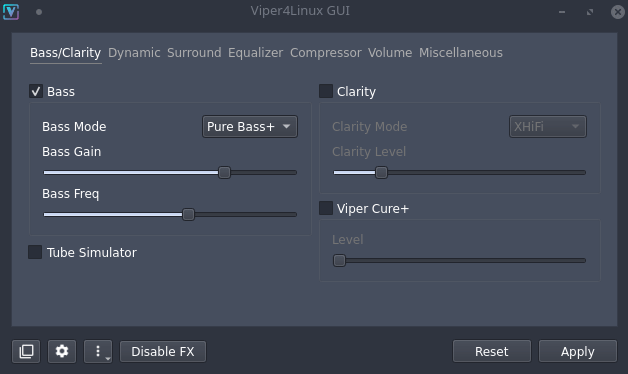 Viper4Linux GUI
Bass/Clarity Dynamic Surround Equalizer Compressor Volume Miscellaneous
Bass
Bass Mode Pure Bass+
Bass Gain
Bass Freq
Tube Simulator
Clarity
Clarity Mode XHiFi
Clarity Level
Viper Cure+
Level
Disable FX Reset Apply